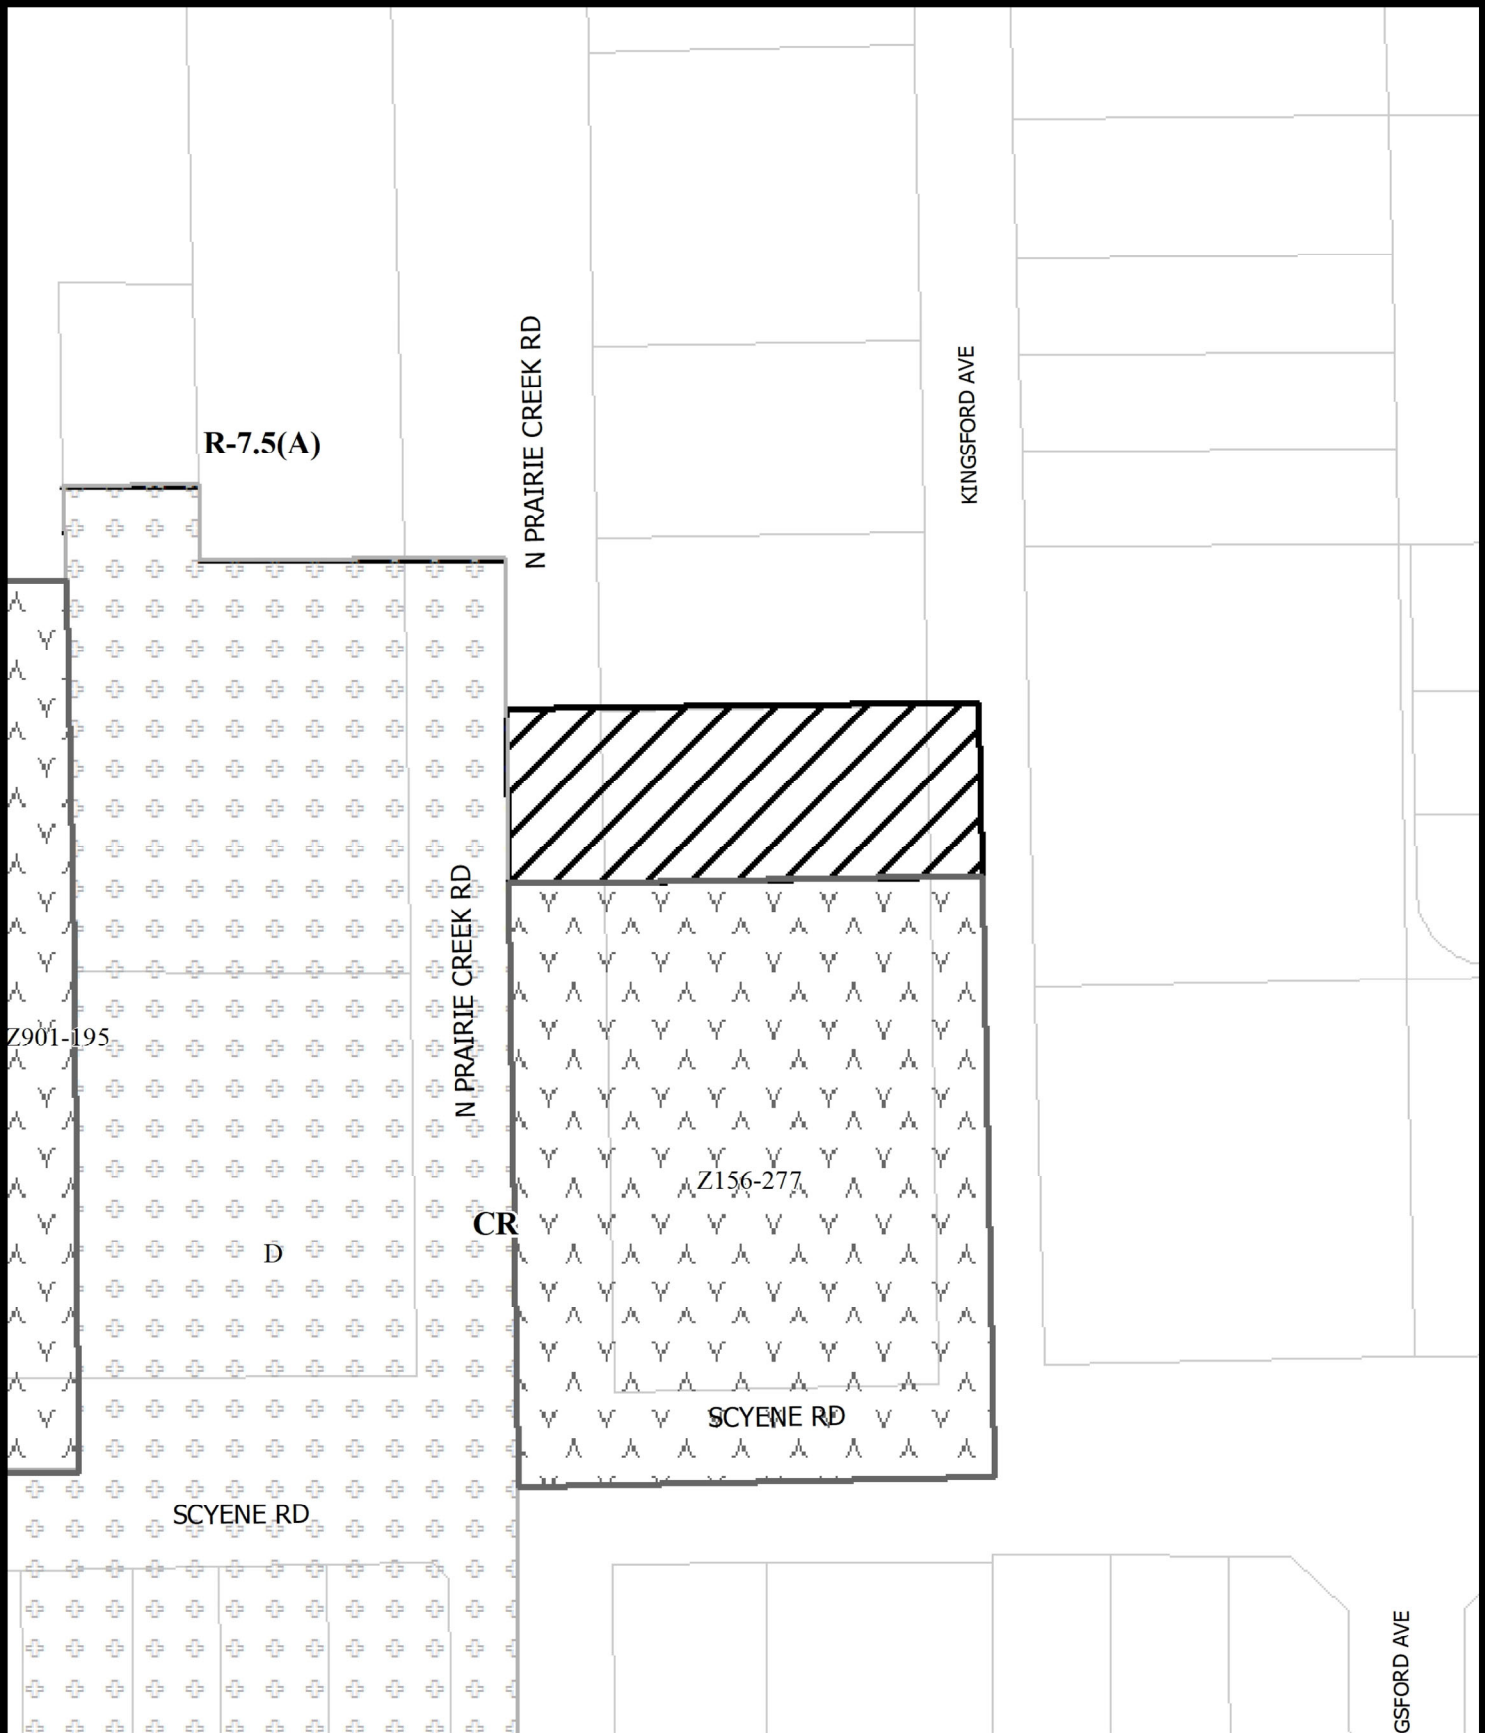 N PRAIRIE CREEK RD
KINGSFORD AVE
R-7.5(A)
N PRAIRIE CREEK RD
Z901-195
Z156-277
CR
D
SCYENE RD
SCYENE RD
GSFORD AVE